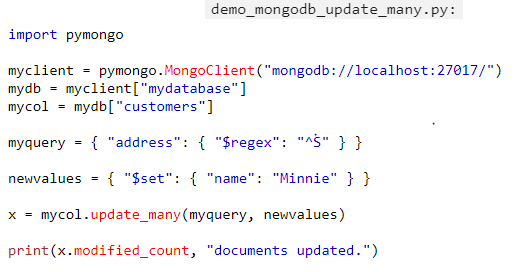 demo_mongodb_update_many.py:
import pymongo
myclient = pymongo.MongoClient("mongodb://localhost:27017/")
mydb = myclient["mydatabase"]
mycol = mydb["customers"]
myquery = { "address": { "$regex": "^S" } }
newvalues = { "$set": { "name": "Minnie" } }
x = mycol.update_many(myquery, newvalues)
print(x.modified_count, "documents updated.")